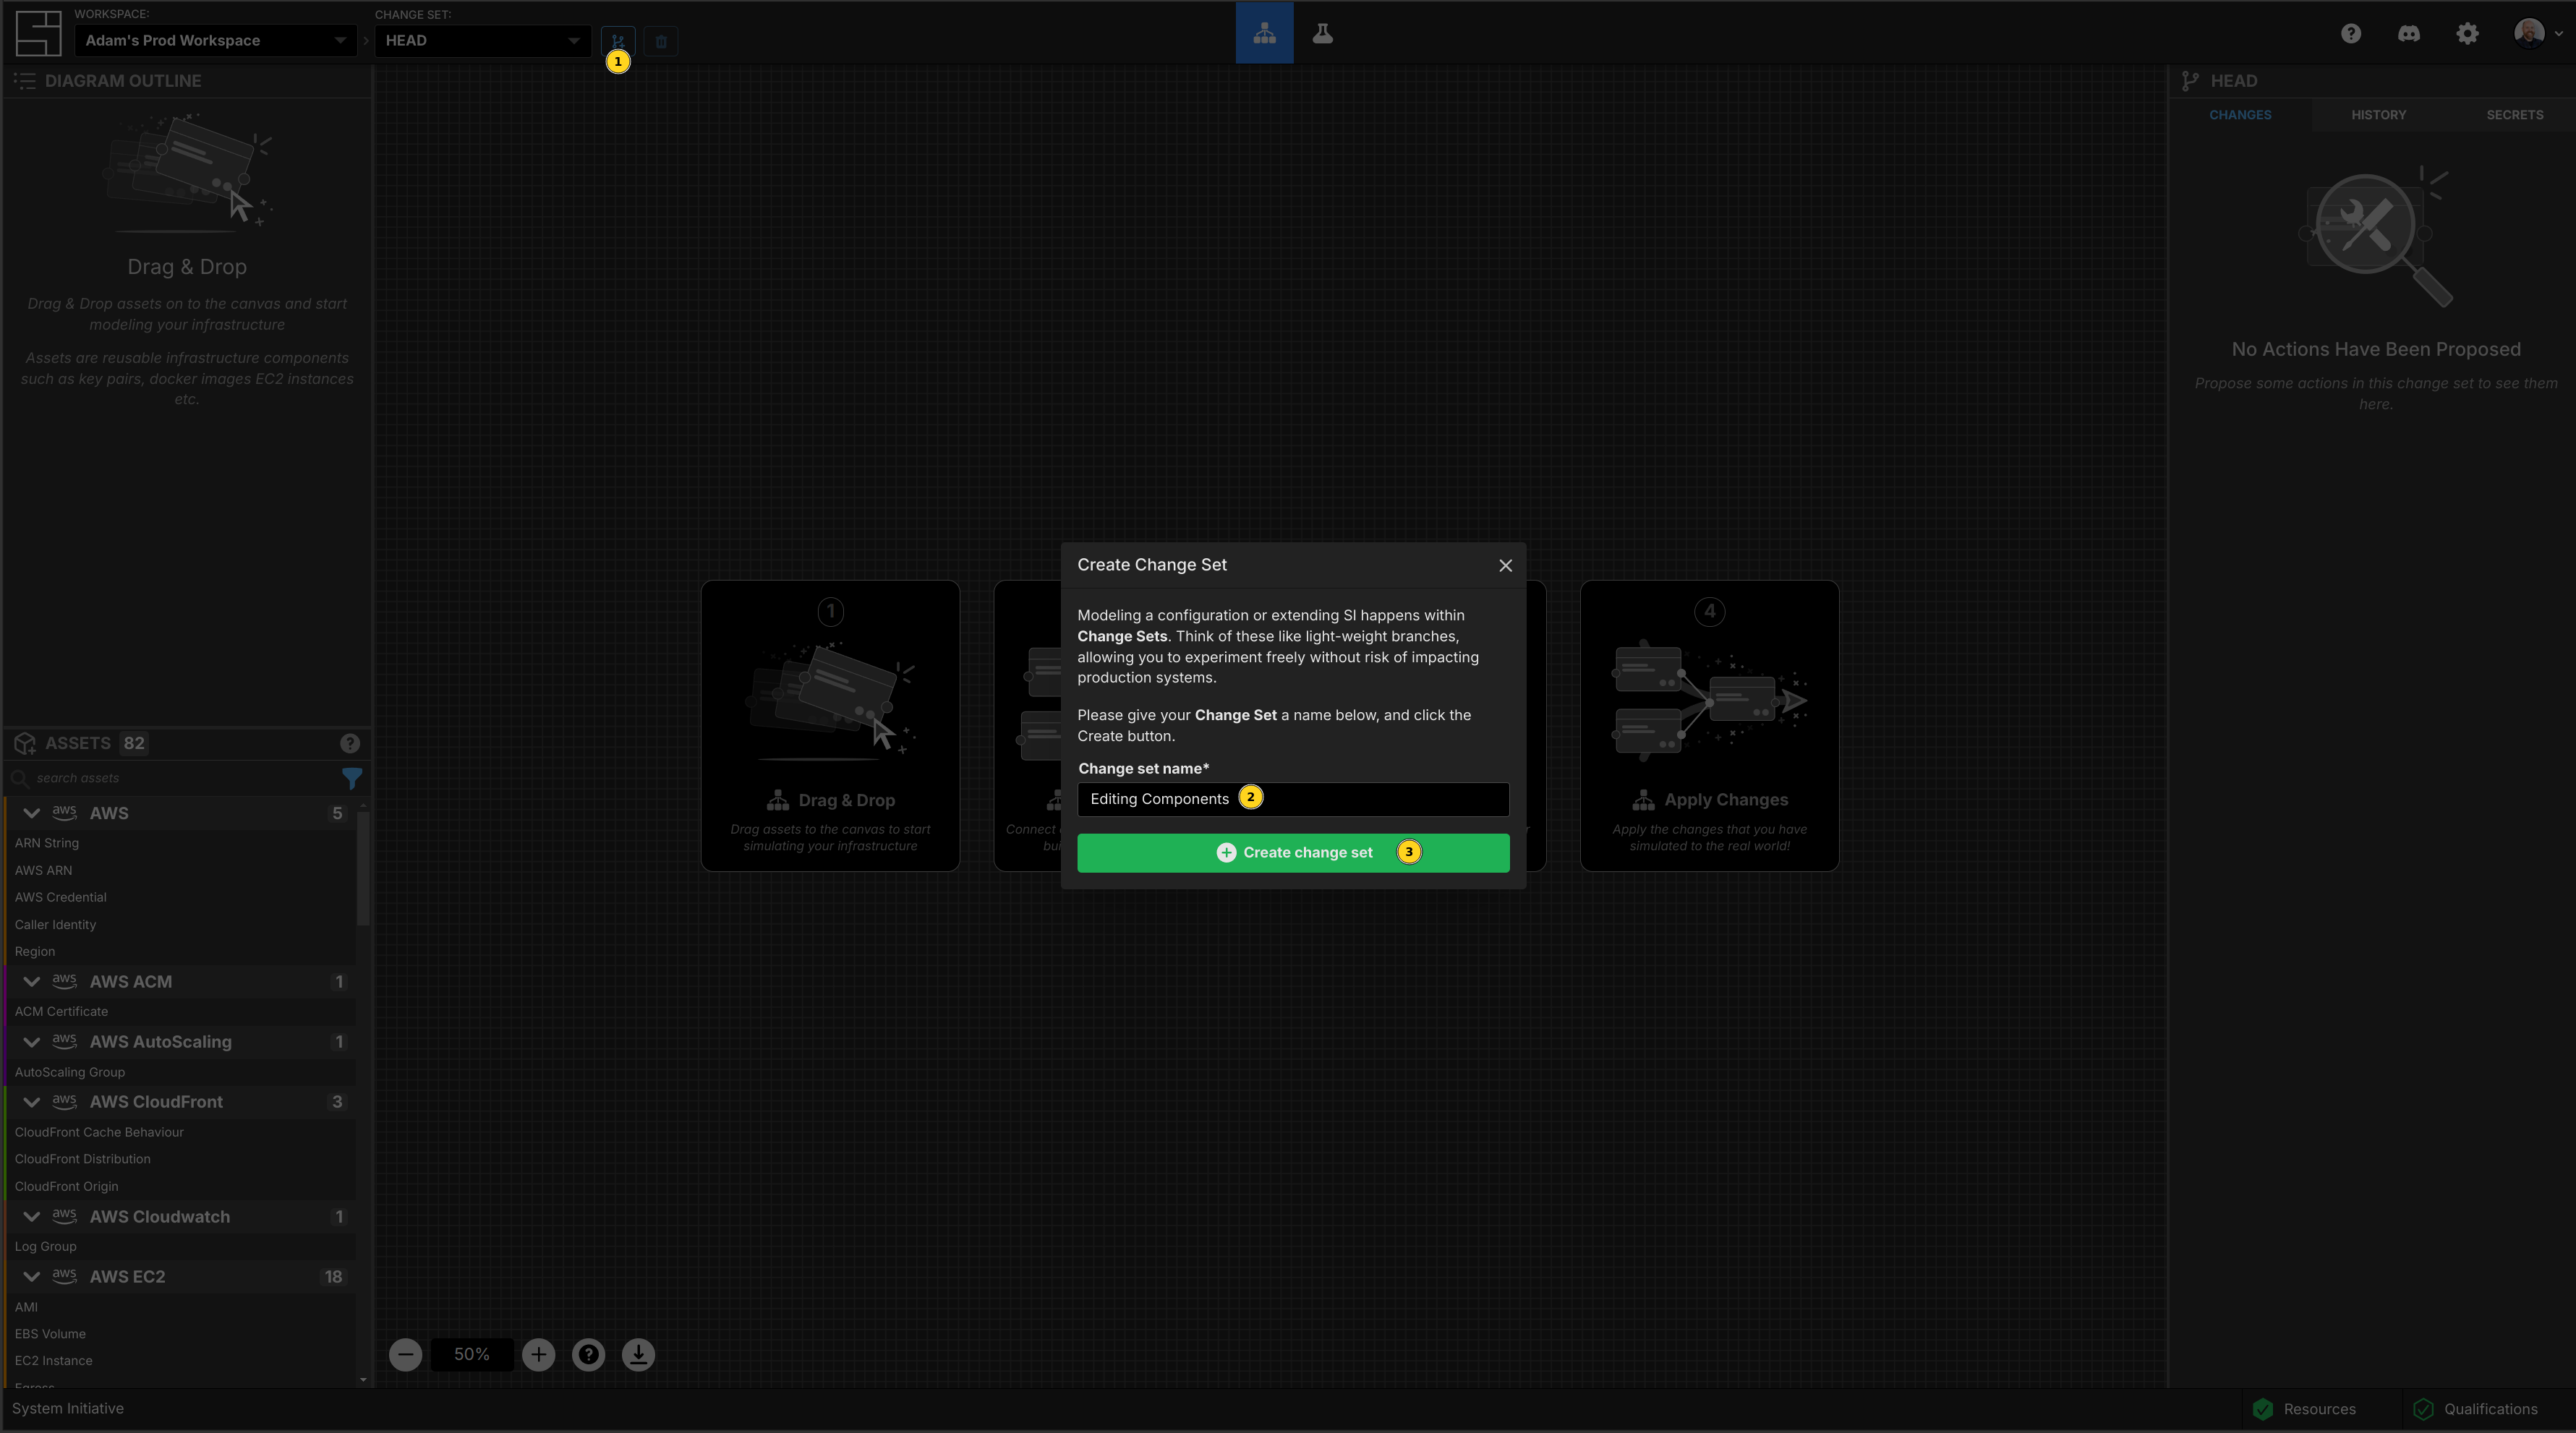 WORKSPACE:
Adam's Prod Workspace
CHANGE SET:
HEAD
1
DIAGRAM OUTLINE
Drag & Drop
Drag & Drop assets on to the canvas and start
modeling your infrastructure
Assets are reusable infrastructure components
such as key pairs, docker images EC2 instances
etc.
ASSETS 82
search assets
aws AWS 5
ARN String
AWS ARN
AWS Credential
Caller Identity
Region
aws AWS ACM 1
ACM Certificate
aws AWS AutoScaling 1
AutoScaling Group
aws AWS CloudFront 3
CloudFront Cache Behaviour
CloudFront Distribution
CloudFront Origin
aws AWS Cloudwatch 1
Log Group
aws AWS EC2 18
AMI
EBS Volume
EC2 Instance
Egress
1
Drag & Drop
Drag assets to the canvas to start
simulating your infrastructure
Connect
Create Change Set
Modeling a configuration or extending SI happens within
Change Sets. Think of these like light-weight branches,
allowing you to experiment freely without risk of impacting
production systems.
Please give your Change Set a name below, and click the
Create button.
Change set name*
Editing Components 2
Create change set 3
4
Apply Changes
Apply the changes that you have
simulated to the real world!
50%
HEAD
CHANGES
HISTORY
SECRETS
No Actions Have Been Proposed
Propose some actions in this change set to see them
here.
System Initiative
Resources
Qualifications